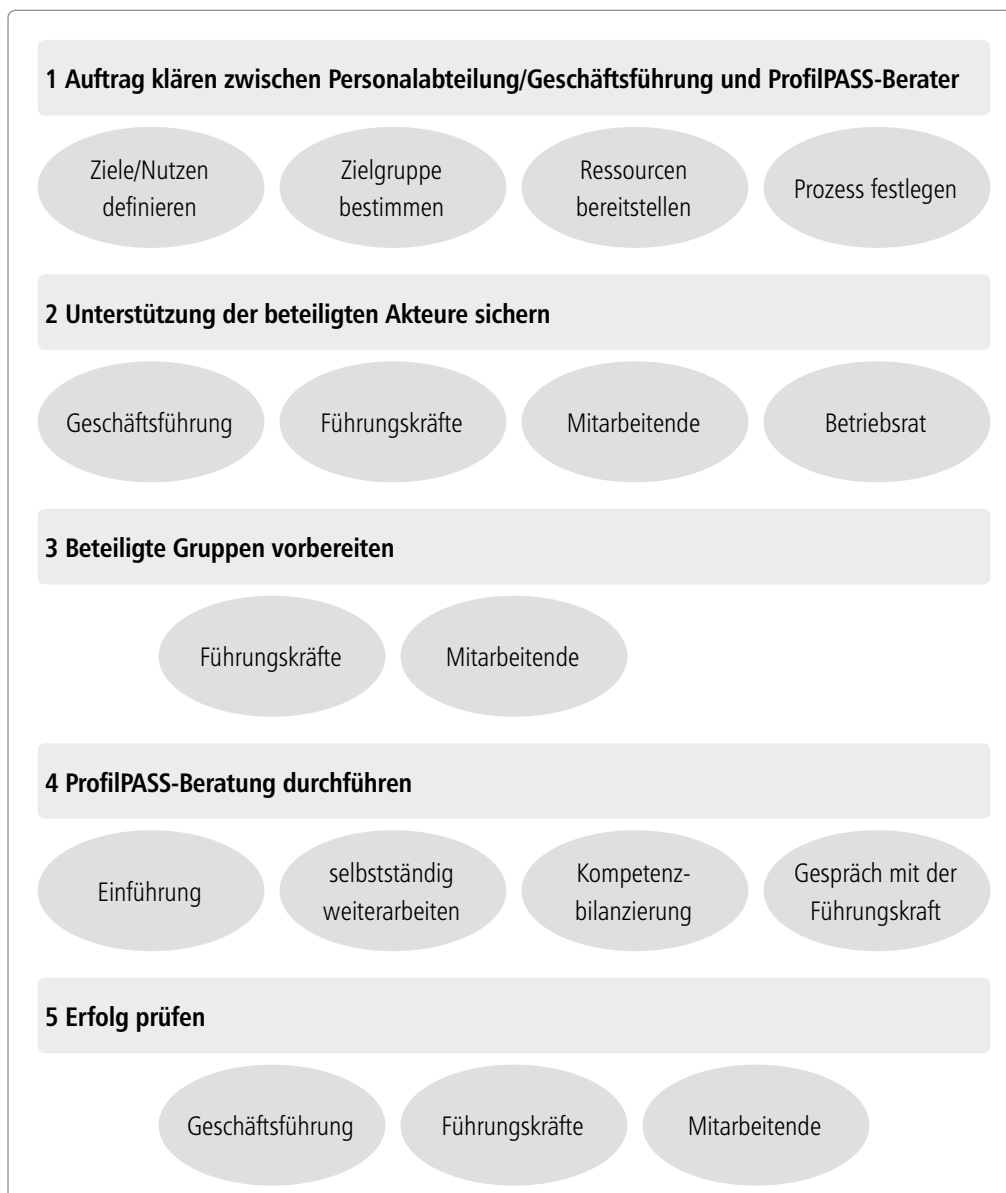 1 Auftrag klären zwischen Personalabteilung/Geschäftsführung und ProfilPASS-Berater
Ziele/Nutzen
definieren
Zielgruppe
bestimmen
Ressourcen
bereitstellen
Prozess festlegen
2 Unterstützung der beteiligten Akteure sichern
Geschäftsführung
Führungskräfte
Mitarbeitende
Betriebsrat
3 Beteiligte Gruppen vorbereiten
Führungskräfte
Mitarbeitende
4 ProfilPASS-Beratung durchführen
Einführung
selbstständig
weiterarbeiten
Kompetenz-
bilanzierung
Gespräch mit der
Führungskraft
5 Erfolg prüfen
Geschäftsführung
Führungskräfte
Mitarbeitende